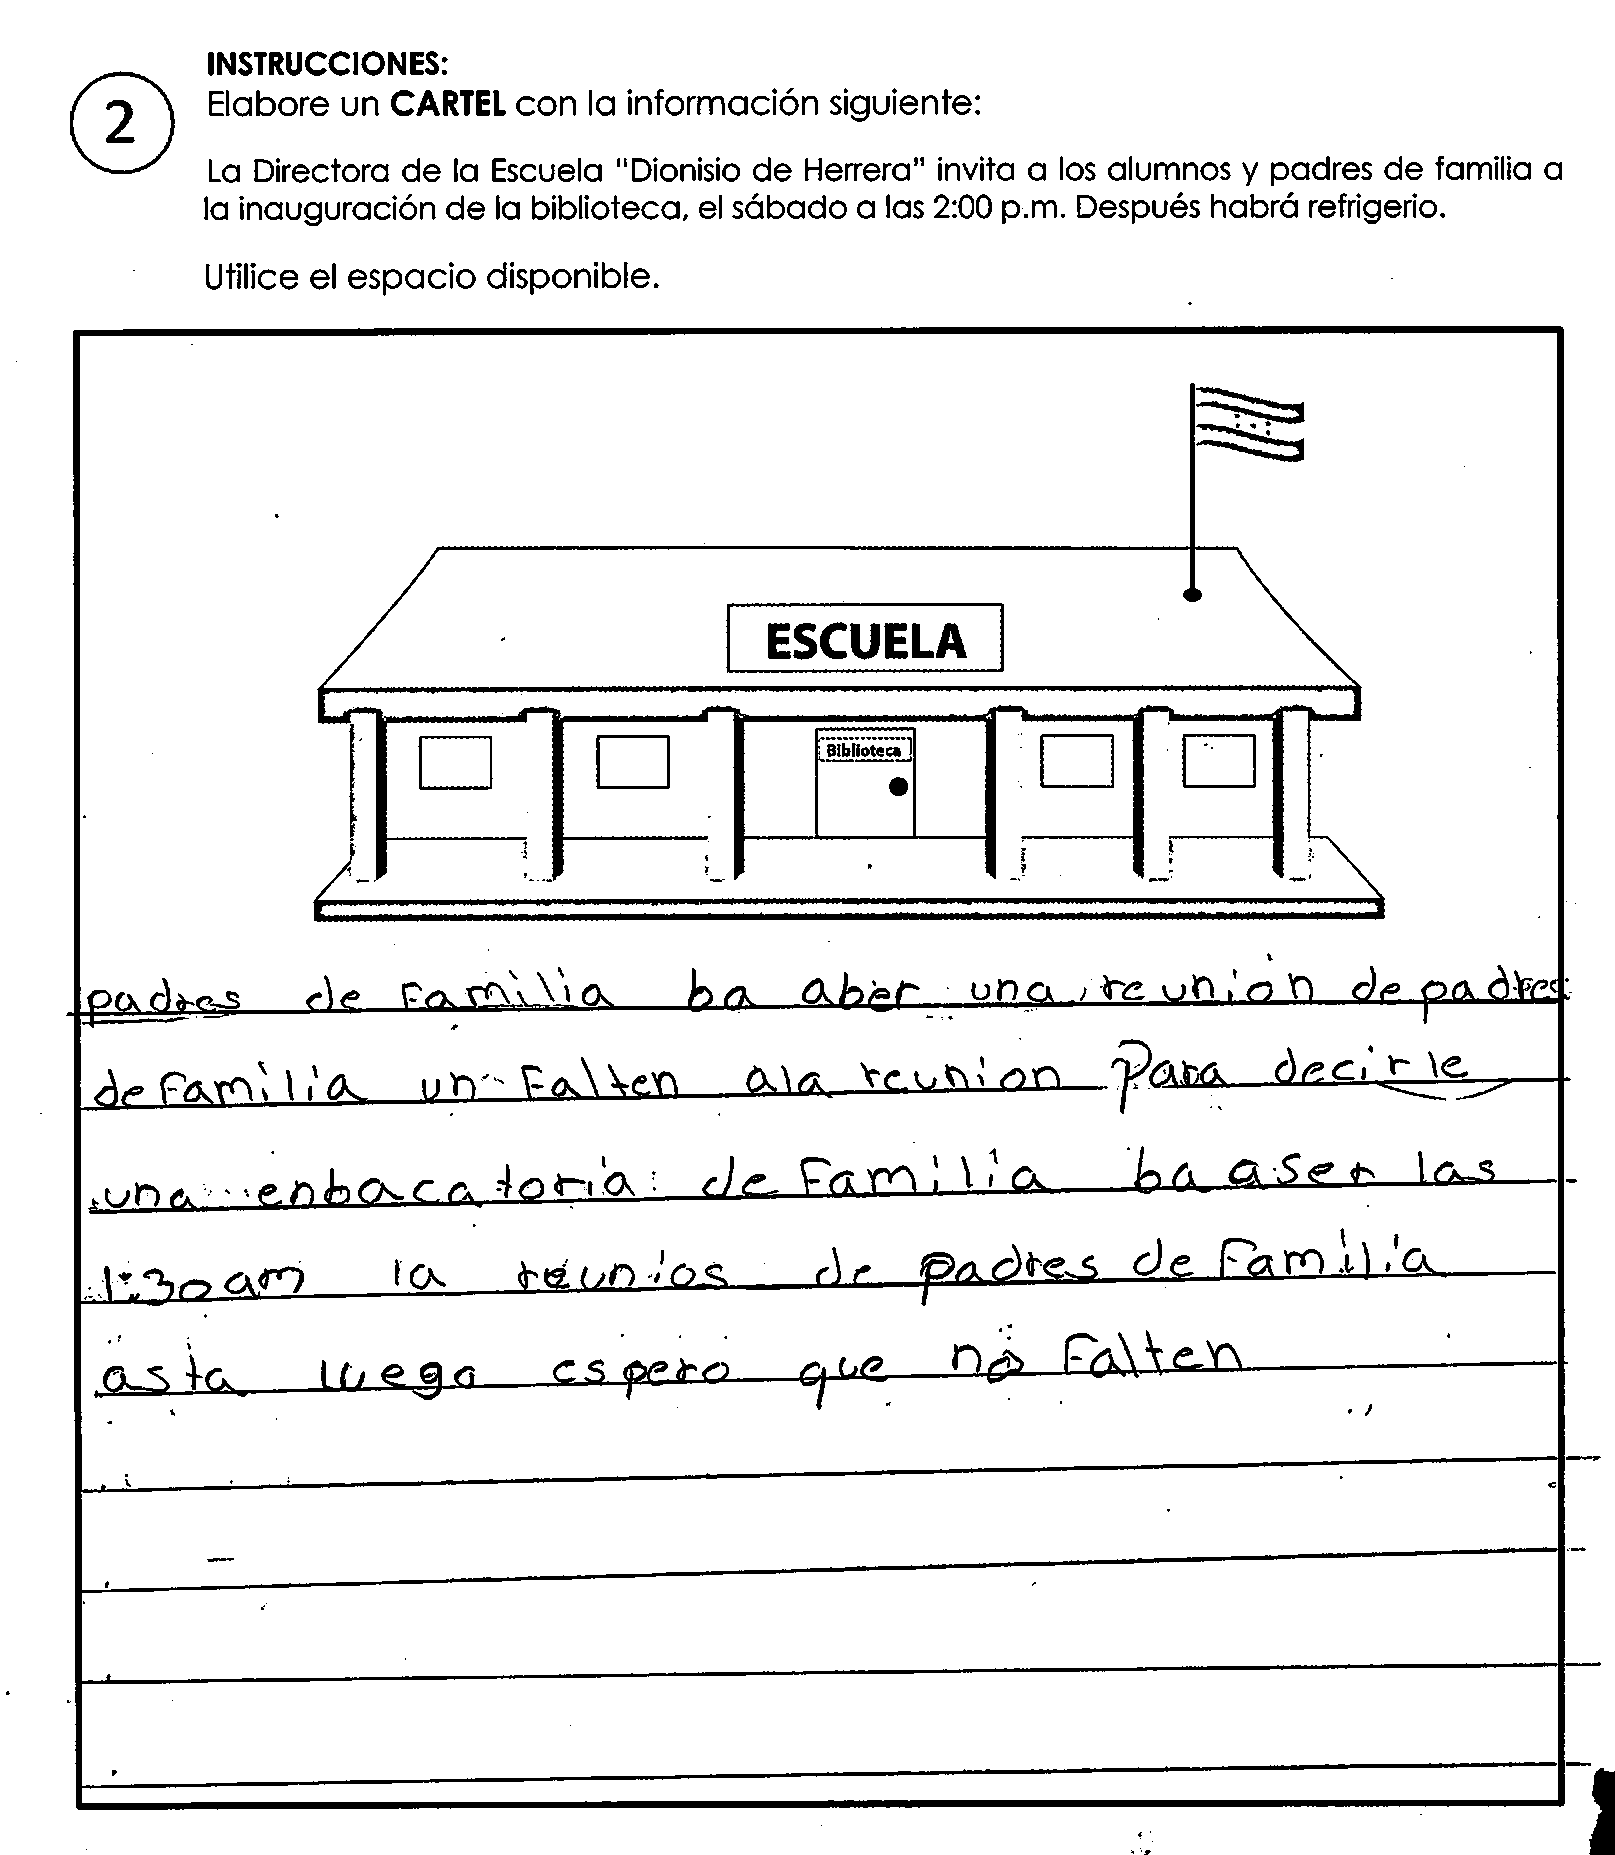 INSTRUCCIONES:
2
Elabore un CARTEL con la información siguiente:
La Directora de la Escuela "Dionisio de Herrera" invita a los alumnos y padres de familia a
la inauguración de la biblioteca, el sábado a las 2:00 p.m. Después habrá refrigerio.
Utilice el espacio disponible.
ESCUELA
Biblioteca
padres de Familia ba aber una reunión de padres
de Familia un Falten ala reunion Para decirle
una enbacatoria de Familia ba aser las
1:30 am la reunios de padres de Familia
asta luego espero que no Falten